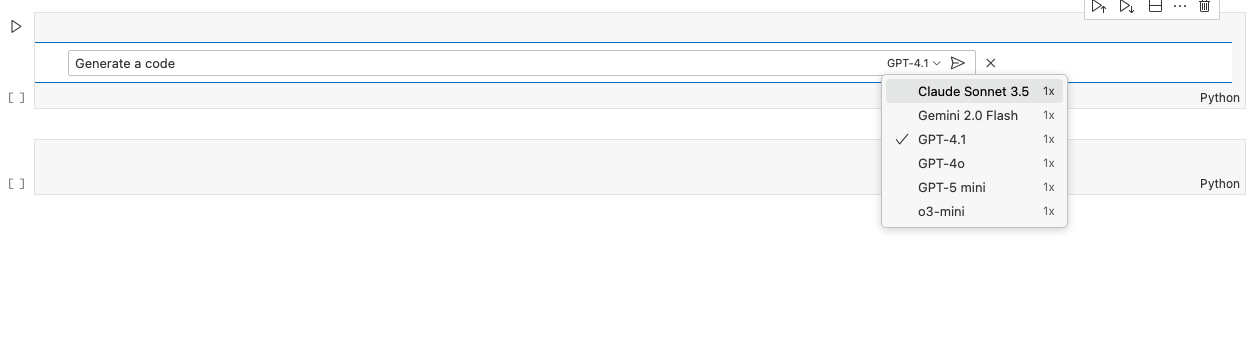 Generate a code
GPT-4.1
[ ]
Python
Claude Sonnet 3.5 1x
Gemini 2.0 Flash 1x
GPT-4.1 1x
GPT-4o 1x
GPT-5 mini 1x
o3-mini 1x
[ ]
Python